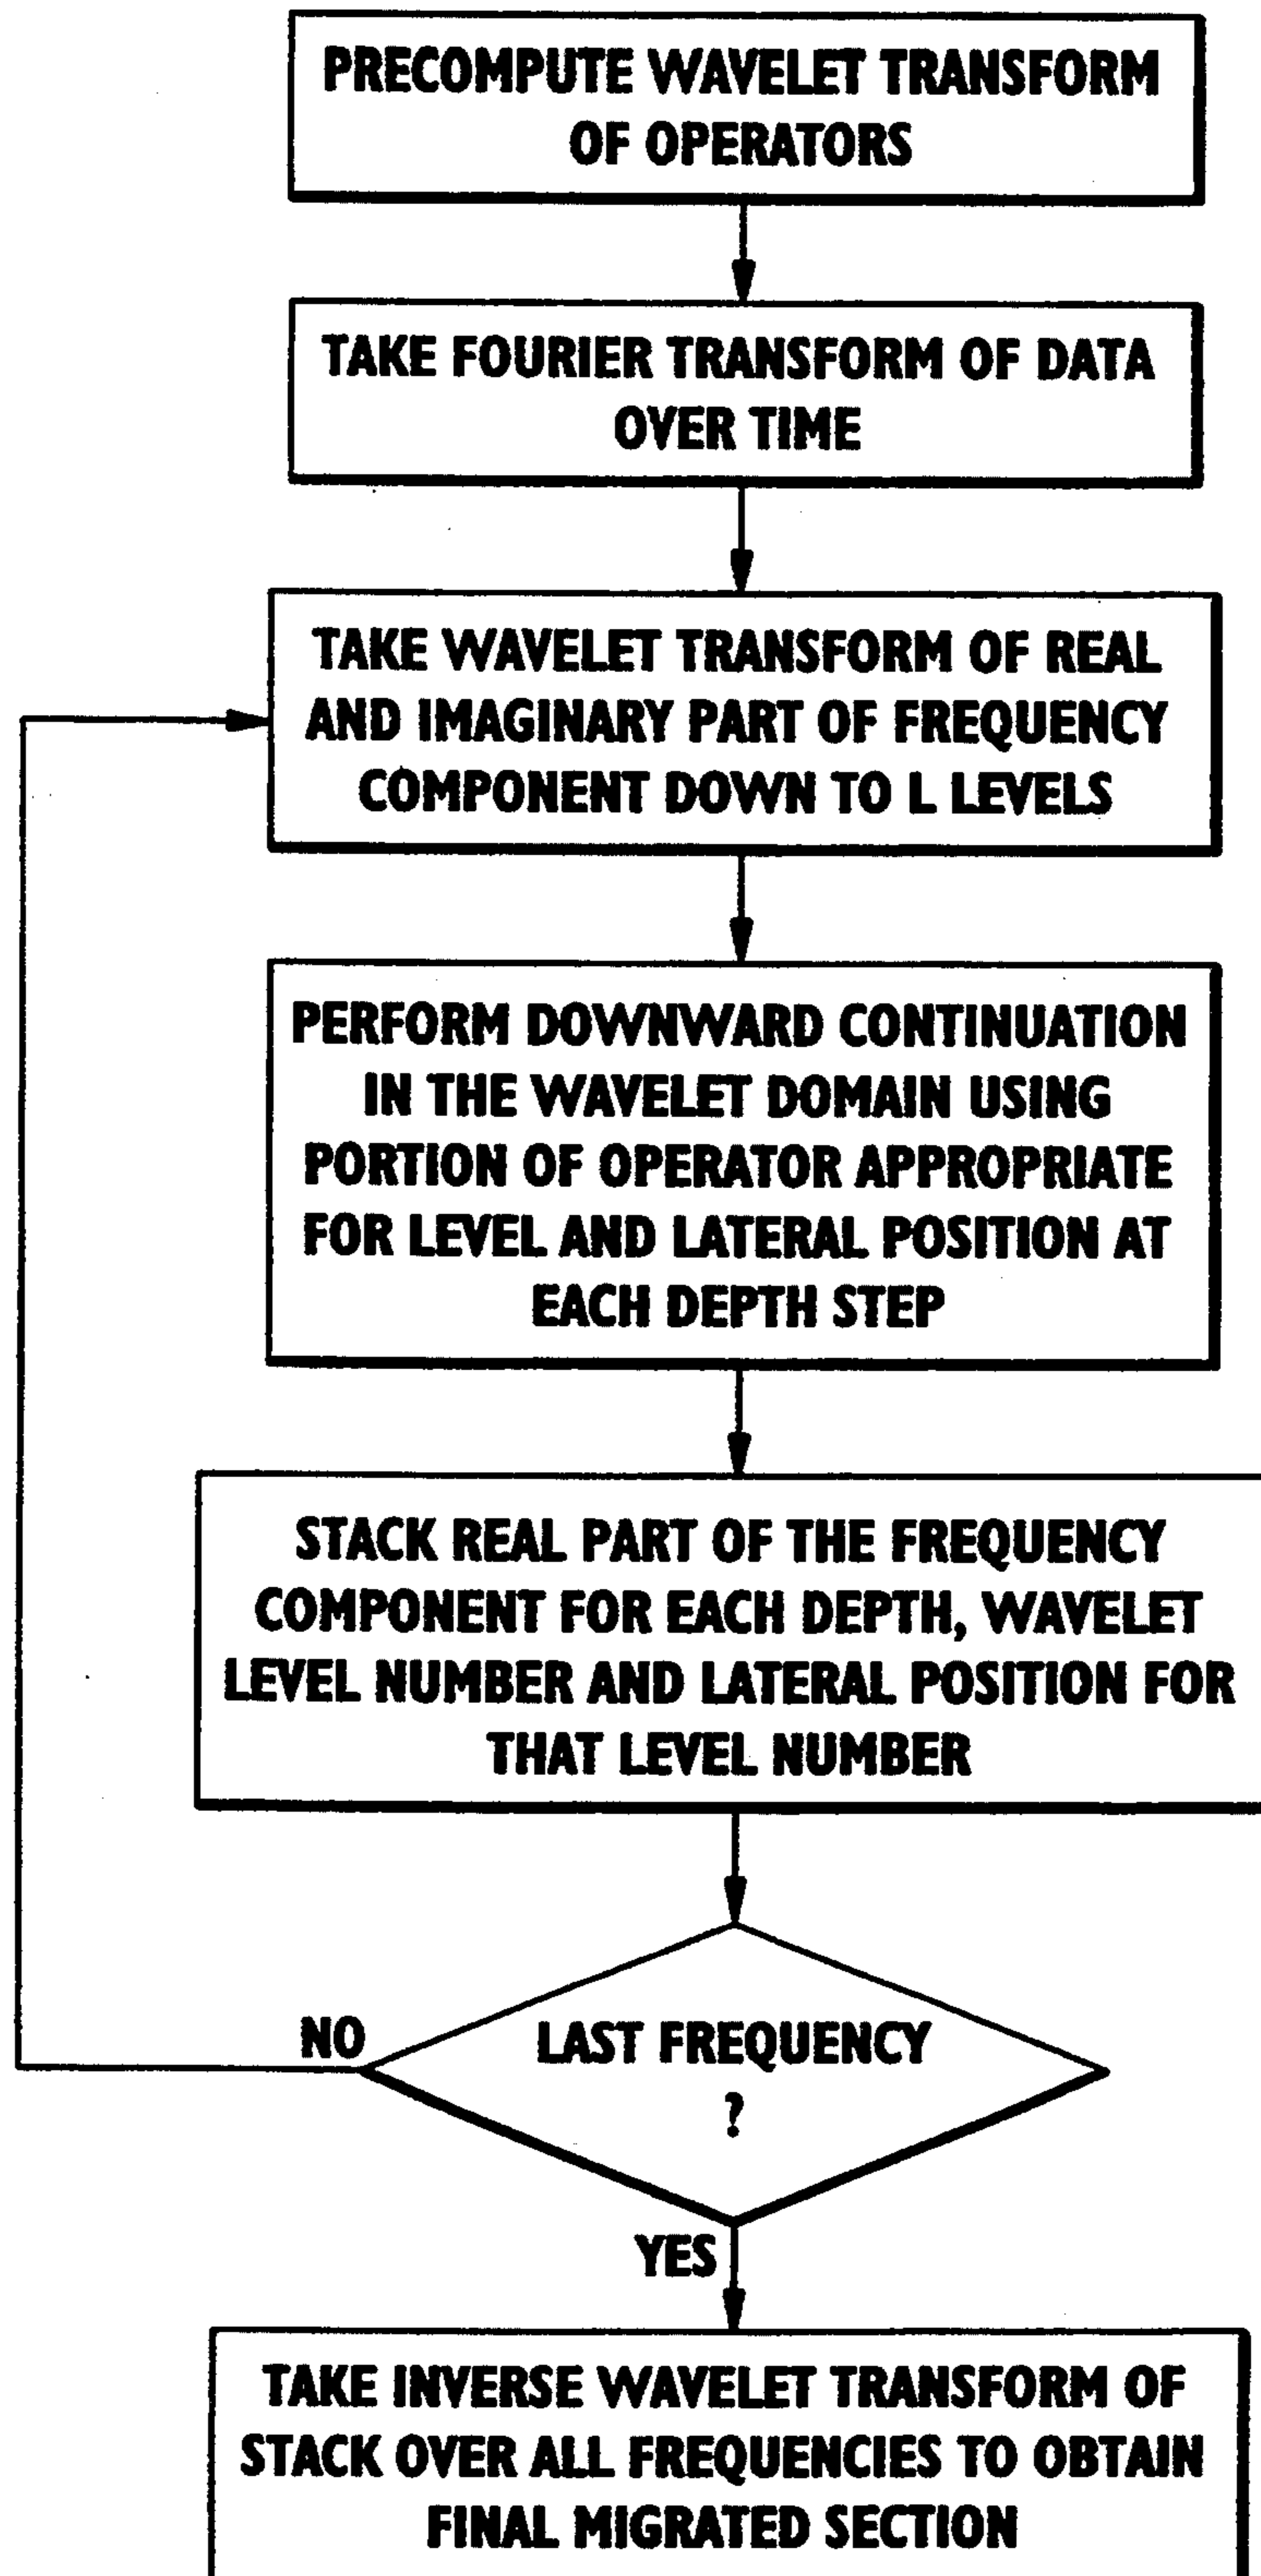 PRECOMPUTE WAVELET TRANSFORM
OF OPERATORS
TAKE FOURIER TRANSFORM OF DATA
OVER TIME
TAKE WAVELET TRANSFORM OF REAL
AND IMAGINARY PART OF FREQUENCY
COMPONENT DOWN TO L LEVELS
PERFORM DOWNWARD CONTINUATION
IN THE WAVELET DOMAIN USING
PORTION OF OPERATOR APPROPRIATE
FOR LEVEL AND LATERAL POSITION AT
EACH DEPTH STEP
STACK REAL PART OF THE FREQUENCY
COMPONENT FOR EACH DEPTH, WAVELET
LEVEL NUMBER AND LATERAL POSITION FOR
THAT LEVEL NUMBER
NO
LAST FREQUENCY
?
YES
TAKE INVERSE WAVELET TRANSFORM OF
STACK OVER ALL FREQUENCIES TO OBTAIN
FINAL MIGRATED SECTION